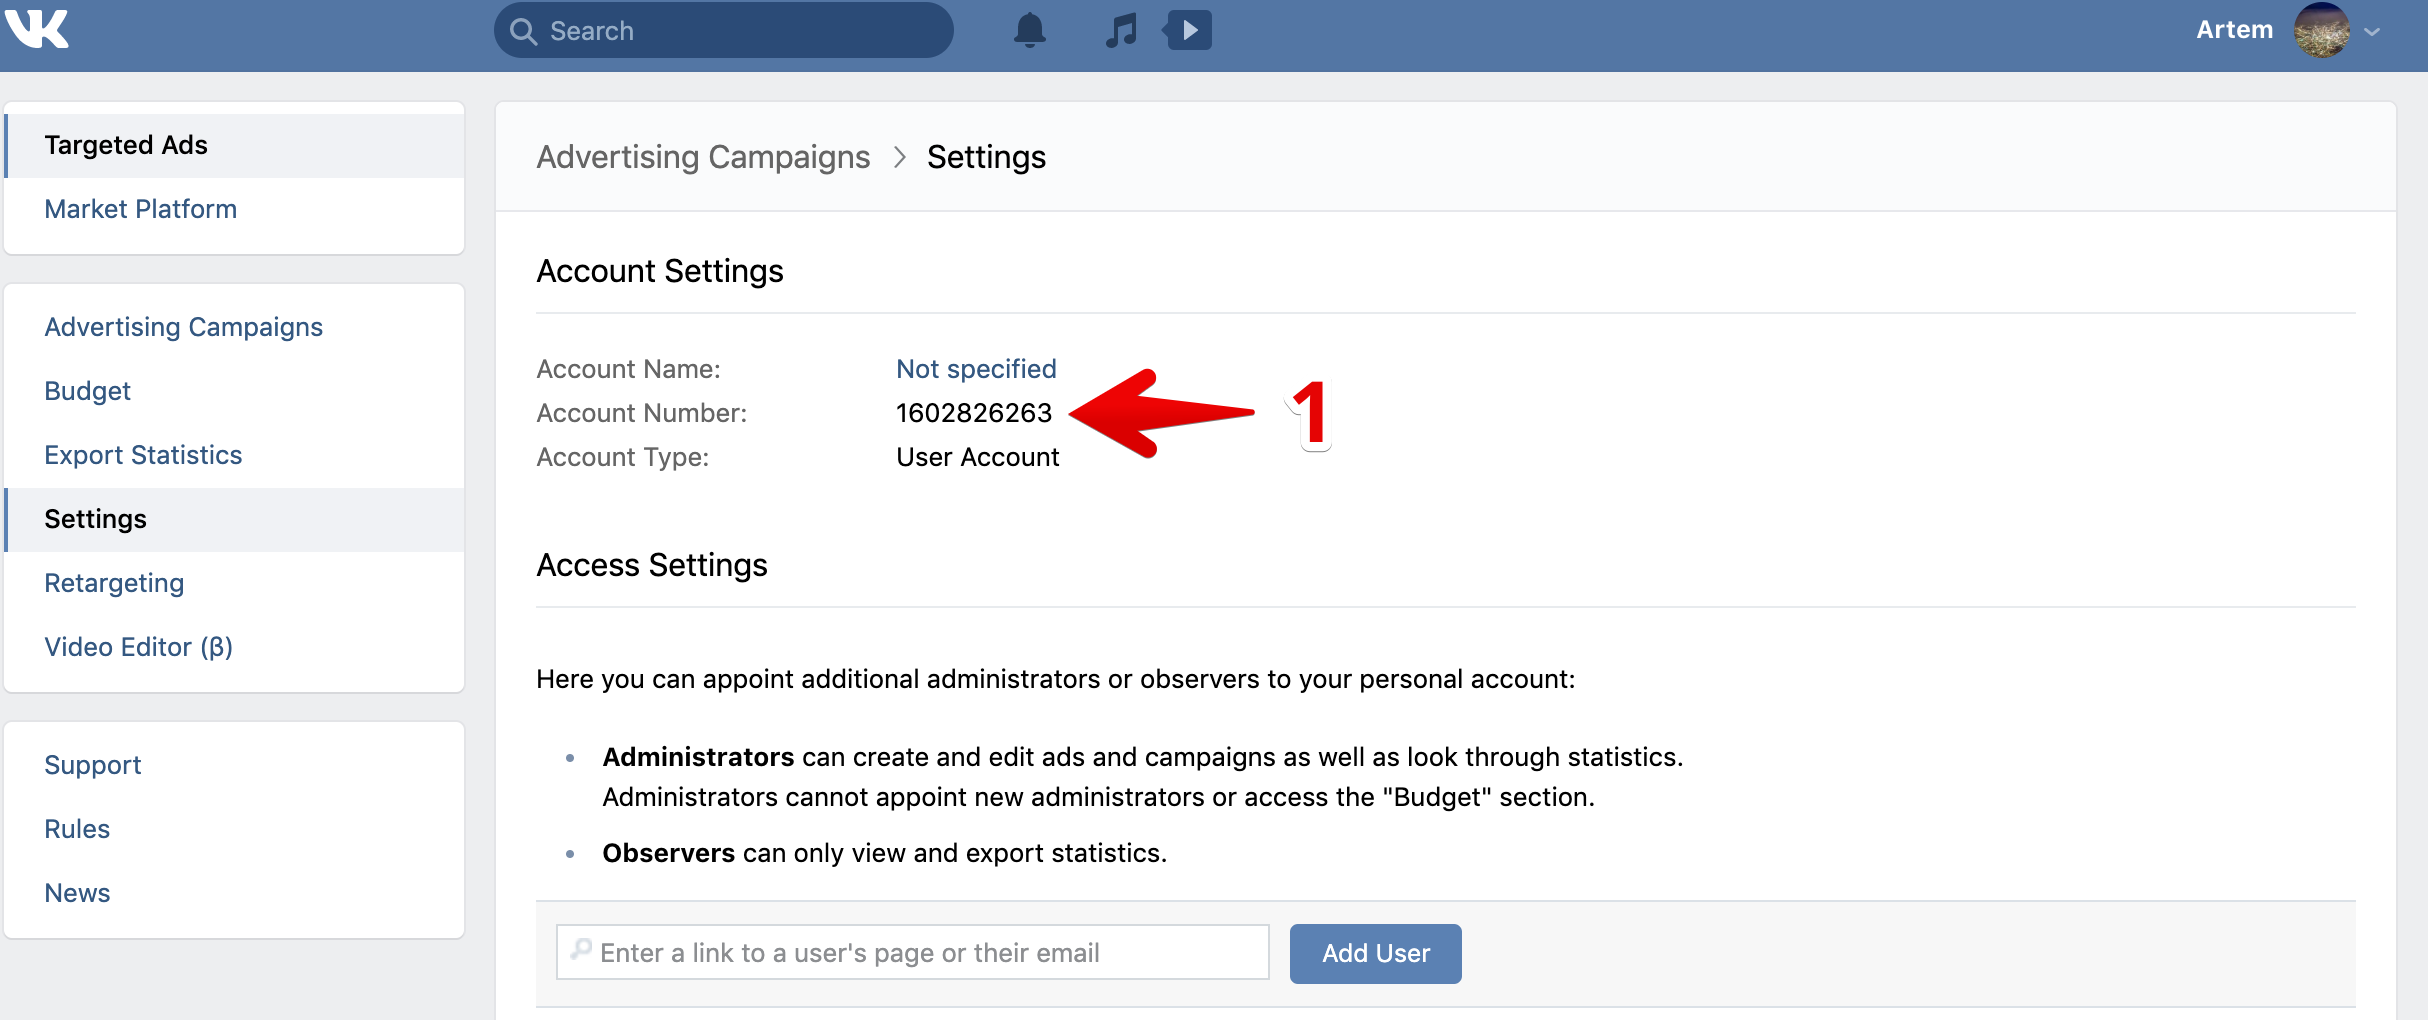 Search
Artem
Targeted Ads
Market Platform
Advertising Campaigns
Budget
Export Statistics
Settings
Retargeting
Video Editor (β)
Support
Rules
News
Advertising Campaigns > Settings
Account Settings
Account Name: Not specified
Account Number: 1602826263
1
Account Type: User Account
Access Settings
Here you can appoint additional administrators or observers to your personal account:
• Administrators can create and edit ads and campaigns as well as look through statistics.
Administrators cannot appoint new administrators or access the "Budget" section.
• Observers can only view and export statistics.
Enter a link to a user's page or their email
Add User